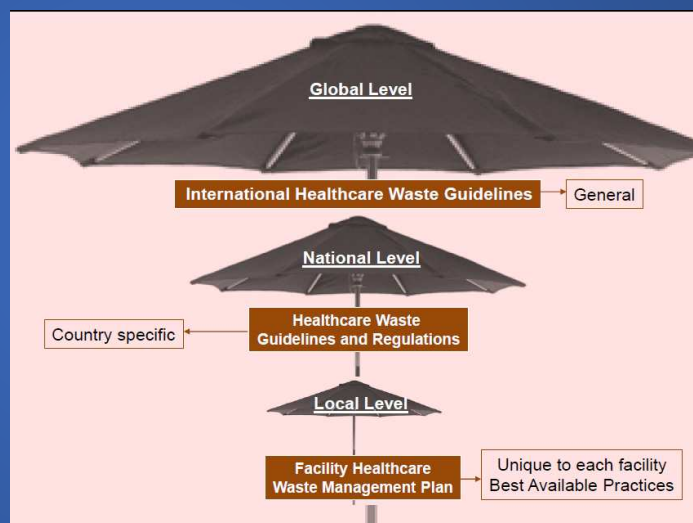 Global Level
International Healthcare Waste Guidelines
General
National Level
Healthcare Waste
Guidelines and Regulations
Country specific
Local Level
Facility Healthcare
Waste Management Plan
Unique to each facility
Best Available Practices